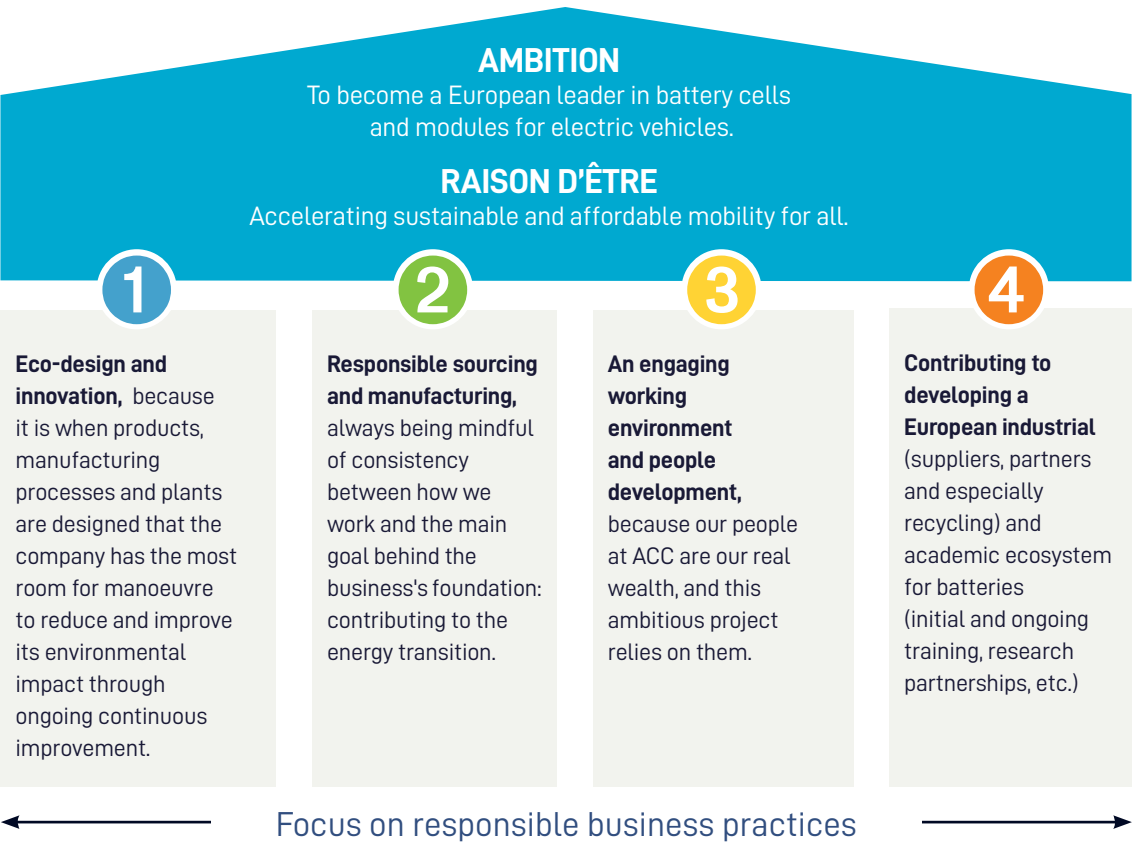 AMBITION
To become a European leader in battery cells
and modules for electric vehicles.
RAISON D'ÊTRE
Accelerating sustainable and affordable mobility for all.
1
Eco-design and
innovation, because
it is when products,
manufacturing
processes and plants
are designed that the
company has the most
room for manoeuvre
to reduce and improve
its environmental
impact through
ongoing continuous
improvement.
2
Responsible sourcing
and manufacturing,
always being mindful
of consistency
between how we
work and the main
goal behind the
business's foundation:
contributing to the
energy transition.
3
An engaging
working
environment
and people
development,
because our people
at ACC are our real
wealth, and this
ambitious project
relies on them.
4
Contributing to
developing a
European industrial
(suppliers, partners
and especially
recycling) and
academic ecosystem
for batteries
(initial and ongoing
training, research
partnerships, etc.)
Focus on responsible business practices